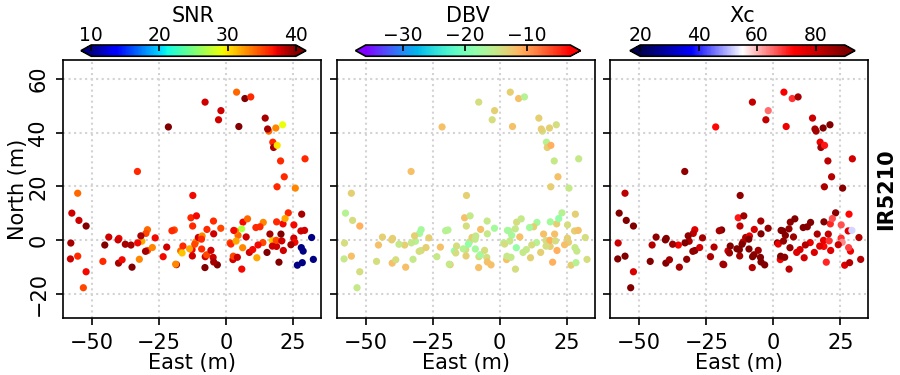 SNR DBV Xc
10 20 30 40 −30 −20 −10 20 40 60 80
60
40
20
0
−20
North (m)
−50 −25 0 25 −50 −25 0 25 −50 −25 0 25
East (m) East (m) East (m)
IR5210